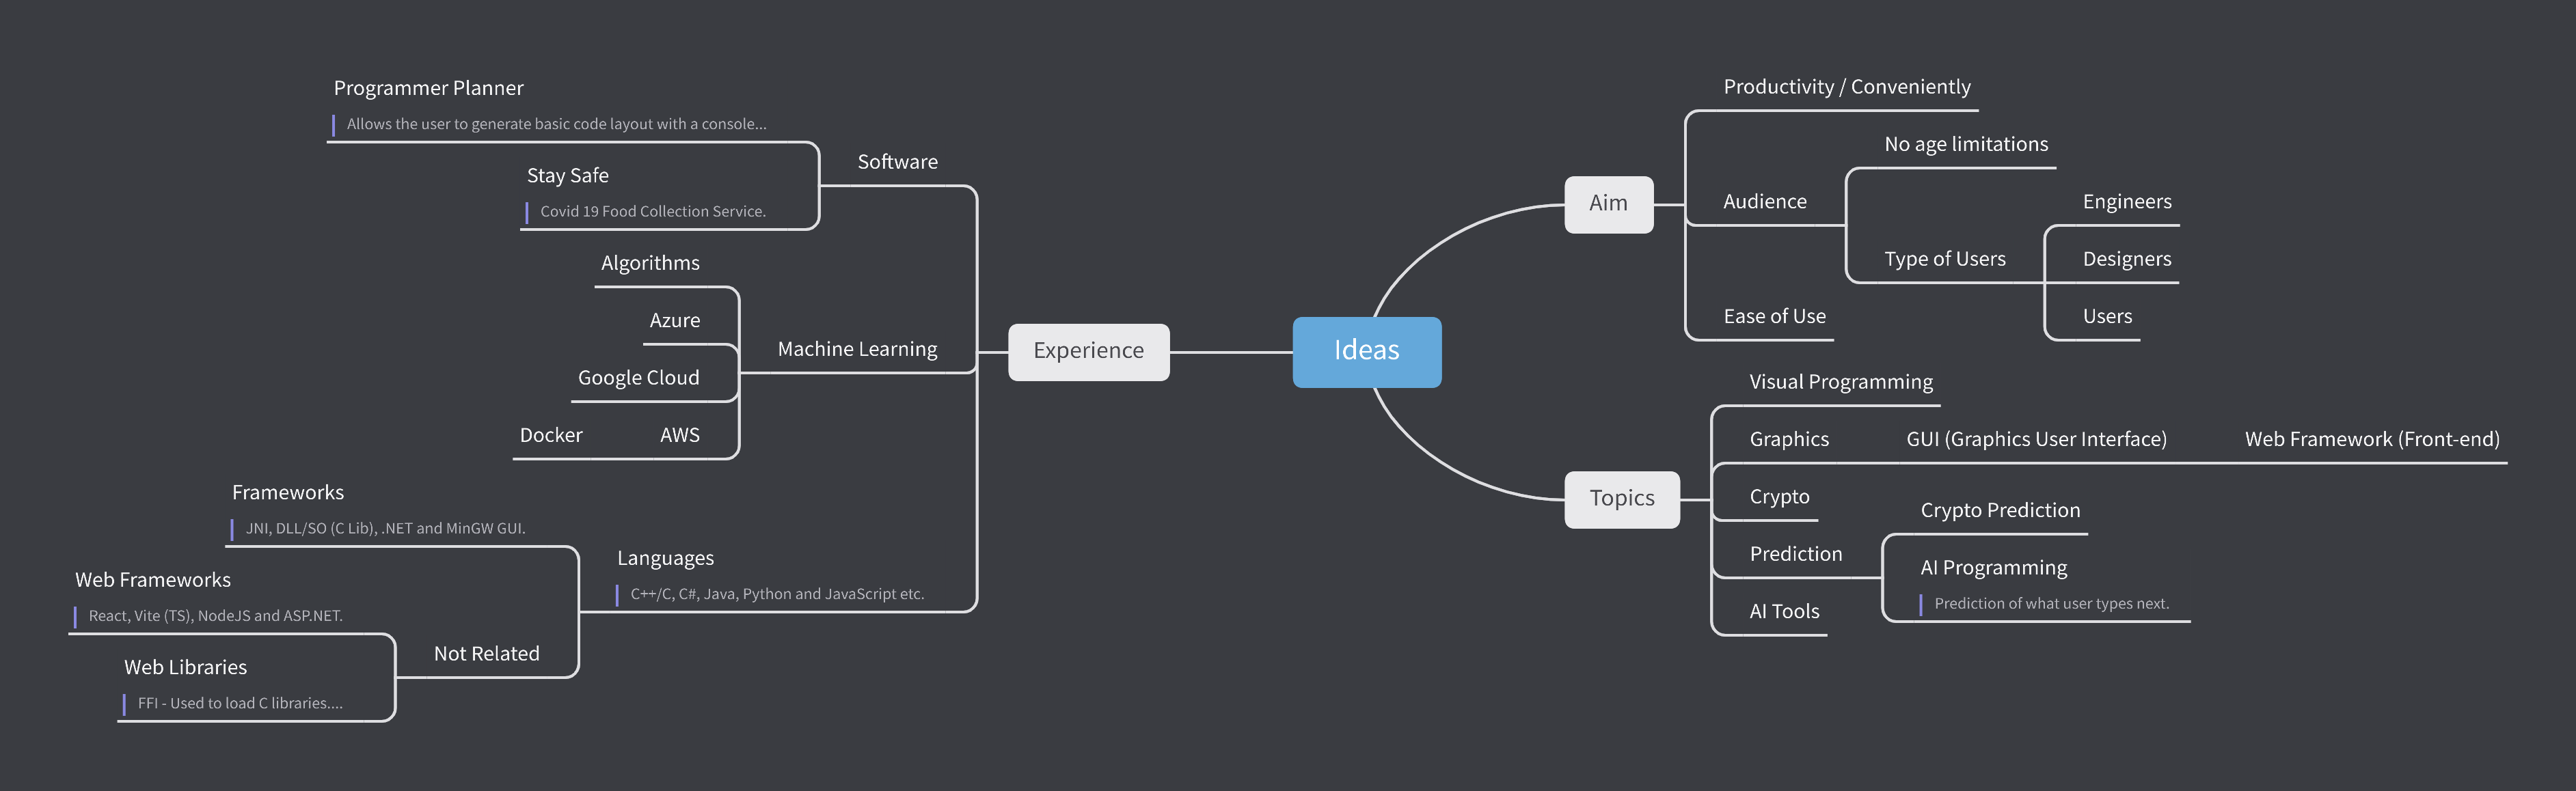 Ideas
Experience
Software
Programmer Planner
Allows the user to generate basic code layout with a console...
Stay Safe
Covid 19 Food Collection Service.
Machine Learning
Algorithms
Azure
Google Cloud
AWS
Docker
Languages
C++/C, C#, Java, Python and JavaScript etc.
Frameworks
JNI, DLL/SO (C Lib), .NET and MinGW GUI.
Not Related
Web Frameworks
React, Vite (TS), NodeJS and ASP.NET.
Web Libraries
FFI - Used to load C libraries....
Aim
Productivity / Conveniently
Audience
No age limitations
Type of Users
Engineers
Designers
Users
Ease of Use
Topics
Visual Programming
Graphics
GUI (Graphics User Interface)
Web Framework (Front-end)
Crypto
Prediction
Crypto Prediction
AI Programming
Prediction of what user types next.
AI Tools